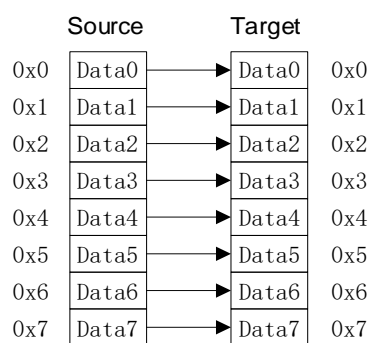 Source Target
0x0 Data0 Data0 0x0
0x1 Data1 Data1 0x1
0x2 Data2 Data2 0x2
0x3 Data3 Data3 0x3
0x4 Data4 Data4 0x4
0x5 Data5 Data5 0x5
0x6 Data6 Data6 0x6
0x7 Data7 Data7 0x7